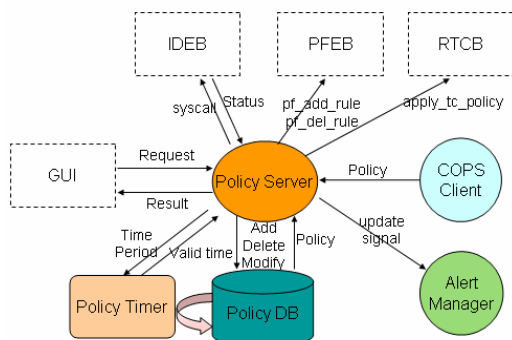 IDEB
PFEB
RTCB
syscall
Status
pf_add_rule
pf_del_rule
apply_tc_policy
GUI
Request
Result
Policy Server
Policy
COPS
Client
Time
Period
Valid time
Add
Delete
Modify
Policy
update
signal
Policy Timer
Policy DB
Alert
Manager